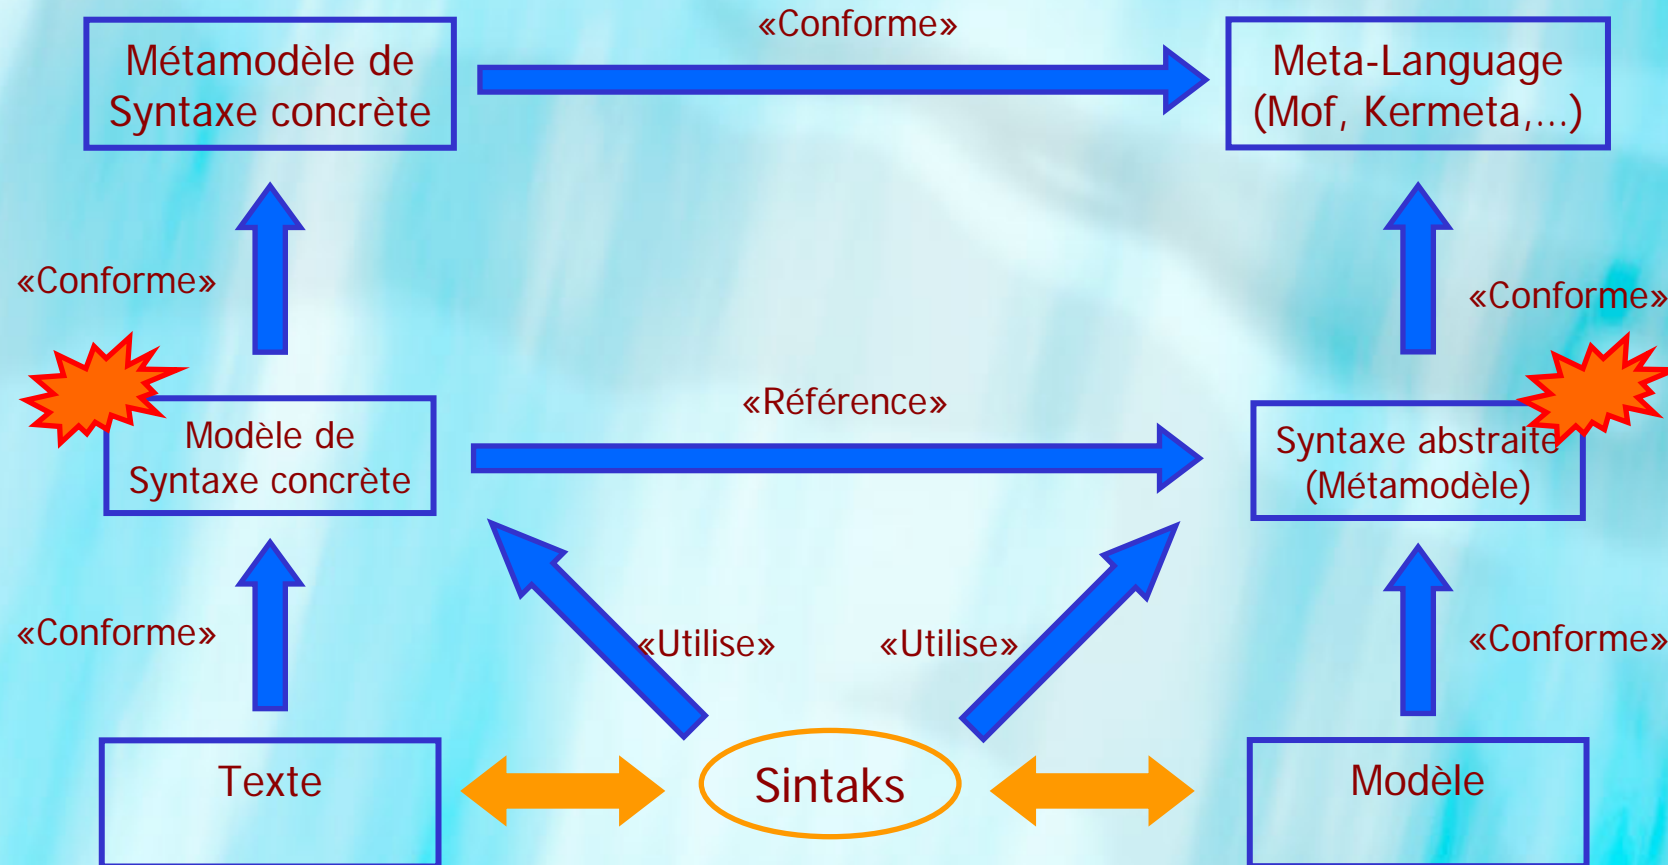 «Conforme»
Métamodèle de
Syntaxe concrète
Meta-Language
(Mof, Kermeta,...)
«Conforme»
«Conforme»
«Référence»
Modèle de
Syntaxe concrète
Syntaxe abstraite
(Métamodèle)
«Conforme»
«Utilise»
«Utilise»
«Conforme»
Texte
Sintaks
Modèle